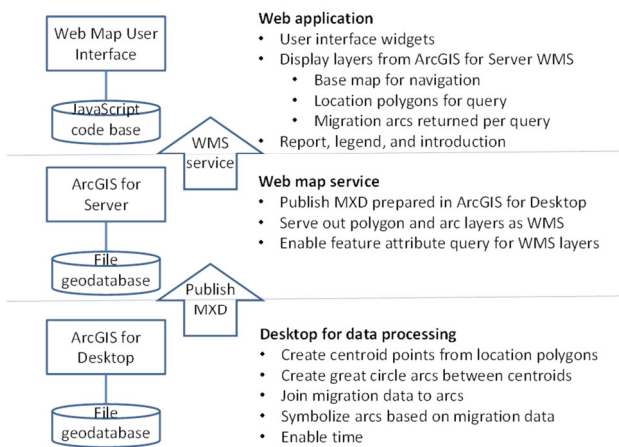 Web Map User
Interface
JavaScript
code base
WMS
service
Web application
• User interface widgets
• Display layers from ArcGIS for Server WMS
• Base map for navigation
• Location polygons for query
• Migration arcs returned per query
• Report, legend, and introduction
ArcGIS for
Server
File
geodatabase
Publish
MXD
Web map service
• Publish MXD prepared in ArcGIS for Desktop
• Serve out polygon and arc layers as WMS
• Enable feature attribute query for WMS layers
ArcGIS for
Desktop
File
geodatabase
Desktop for data processing
• Create centroid points from location polygons
• Create great circle arcs between centroids
• Join migration data to arcs
• Symbolize arcs based on migration data
• Enable time